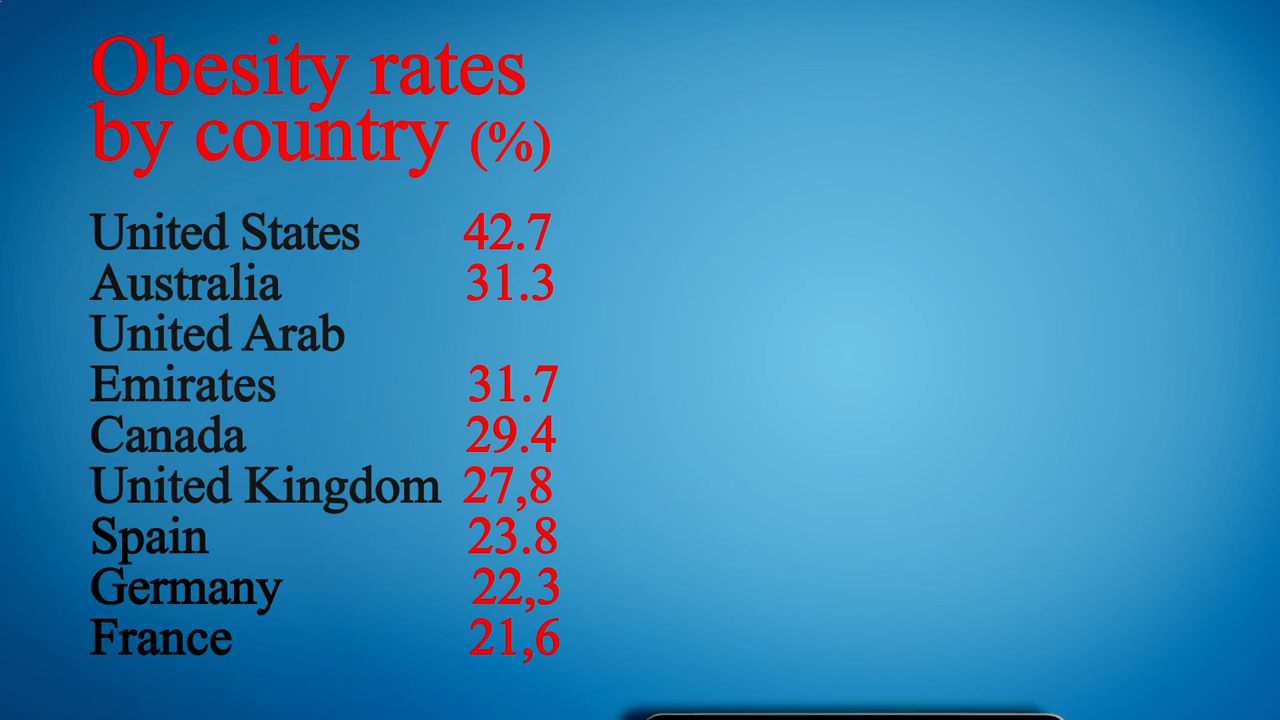 Obesity rates
by country (%)
United States 42.7
Australia 31.3
United Arab
Emirates 31.7
Canada 29.4
United Kingdom 27,8
Spain 23.8
Germany 22,3
France 21,6